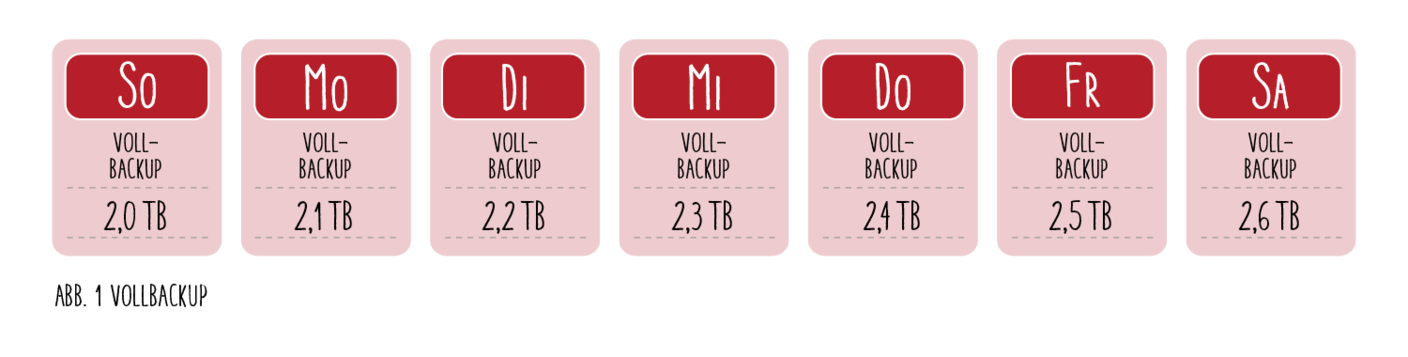 So
Mo
Di
Mi
Do
Fr
Sa
VOLL-
BACKUP
VOLL-
BACKUP
VOLL-
BACKUP
VOLL-
BACKUP
VOLL-
BACKUP
VOLL-
BACKUP
VOLL-
BACKUP
2,0 TB
2,1 TB
2,2 TB
2,3 TB
2,4 TB
2,5 TB
2,6 TB
ABB. 1 VOLLBACKUP